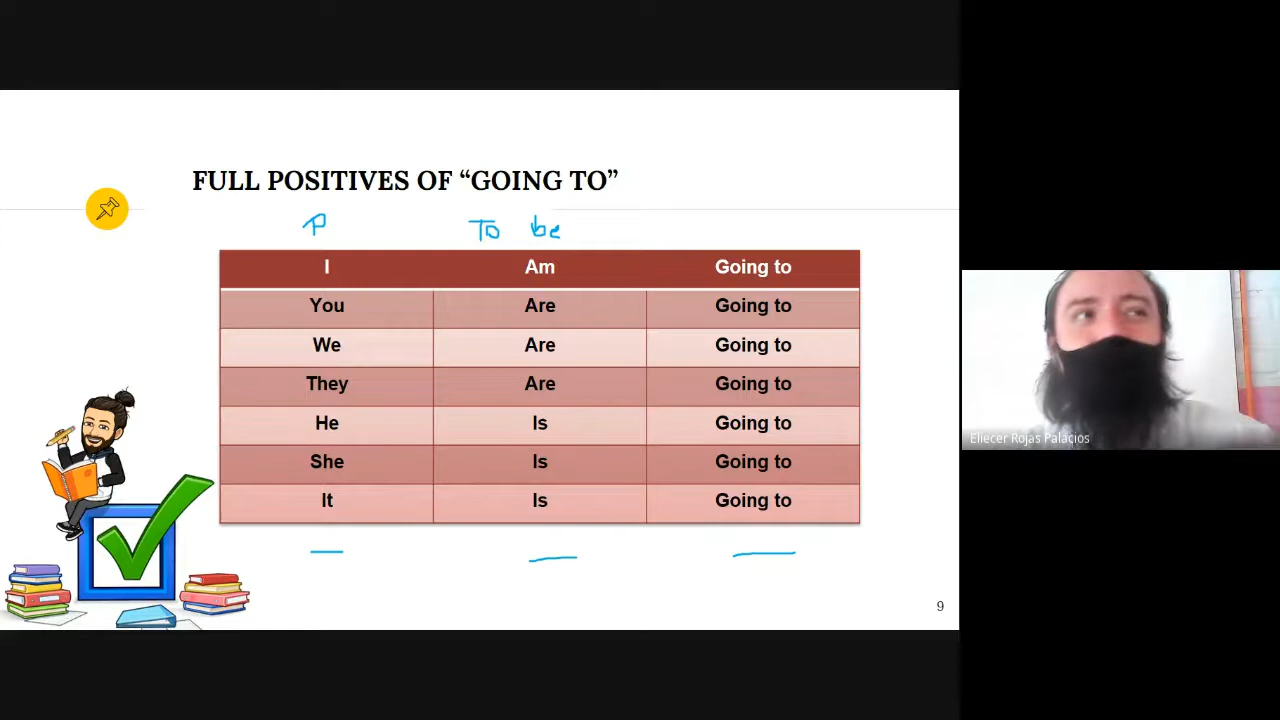 FULL POSITIVES OF “GOING TO”
P To be
I Am Going to
You Are Going to
We Are Going to
They Are Going to
He Is Going to
She Is Going to
It Is Going to
Eliecer Rojas Palacios
9